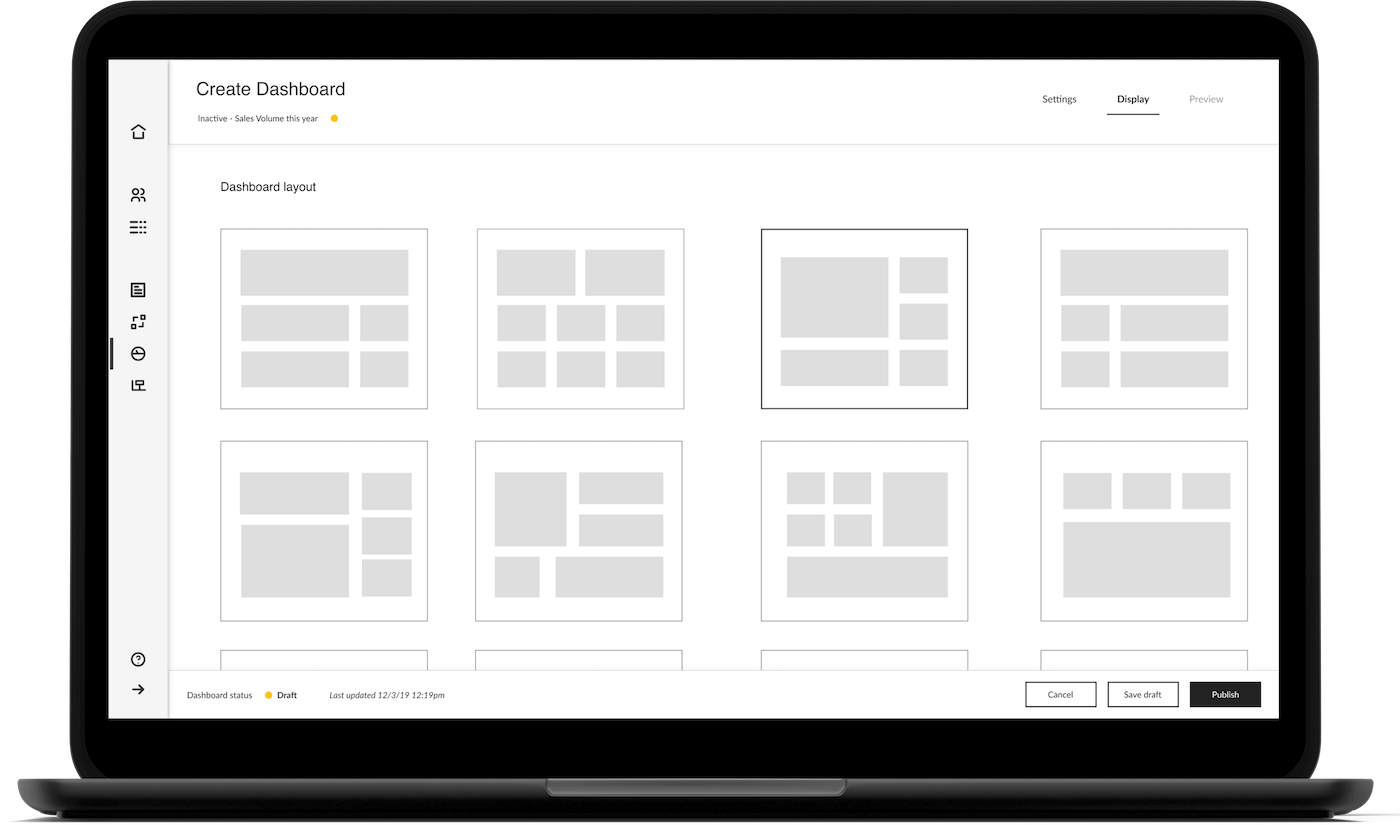 Create Dashboard
Inactive - Sales Volume this year
Settings
Display
Preview
Dashboard layout
Dashboard status
Draft
Last updated 12/3/19 12:19pm
Cancel
Save draft
Publish